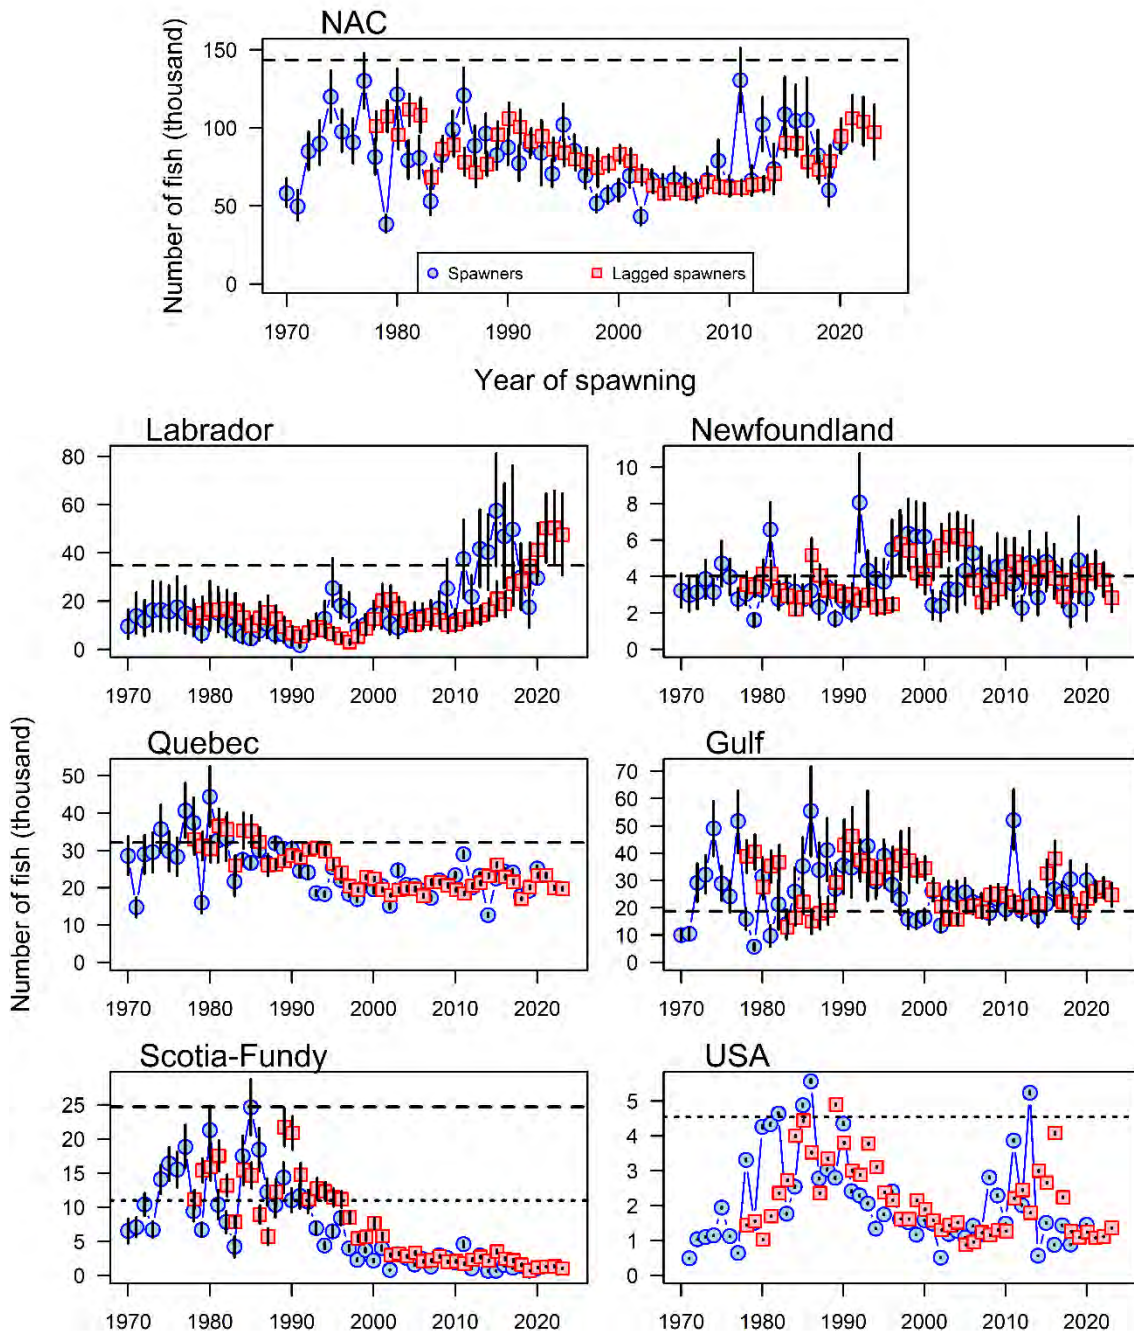 NAC
Number of fish (thousand)
150
100
50
0
Spawners
Lagged spawners
1970 1980 1990 2000 2010 2020
Year of spawning
Labrador
80
60
40
20
0
1970 1980 1990 2000 2010 2020
Newfoundland
10
8
6
4
2
0
1970 1980 1990 2000 2010 2020
Number of fish (thousand)
Quebec
50
40
30
20
10
0
1970 1980 1990 2000 2010 2020
Gulf
70
60
50
40
30
20
10
0
1970 1980 1990 2000 2010 2020
Scotia-Fundy
25
20
15
10
5
0
1970 1980 1990 2000 2010 2020
USA
5
4
3
2
1
0
1970 1980 1990 2000 2010 2020